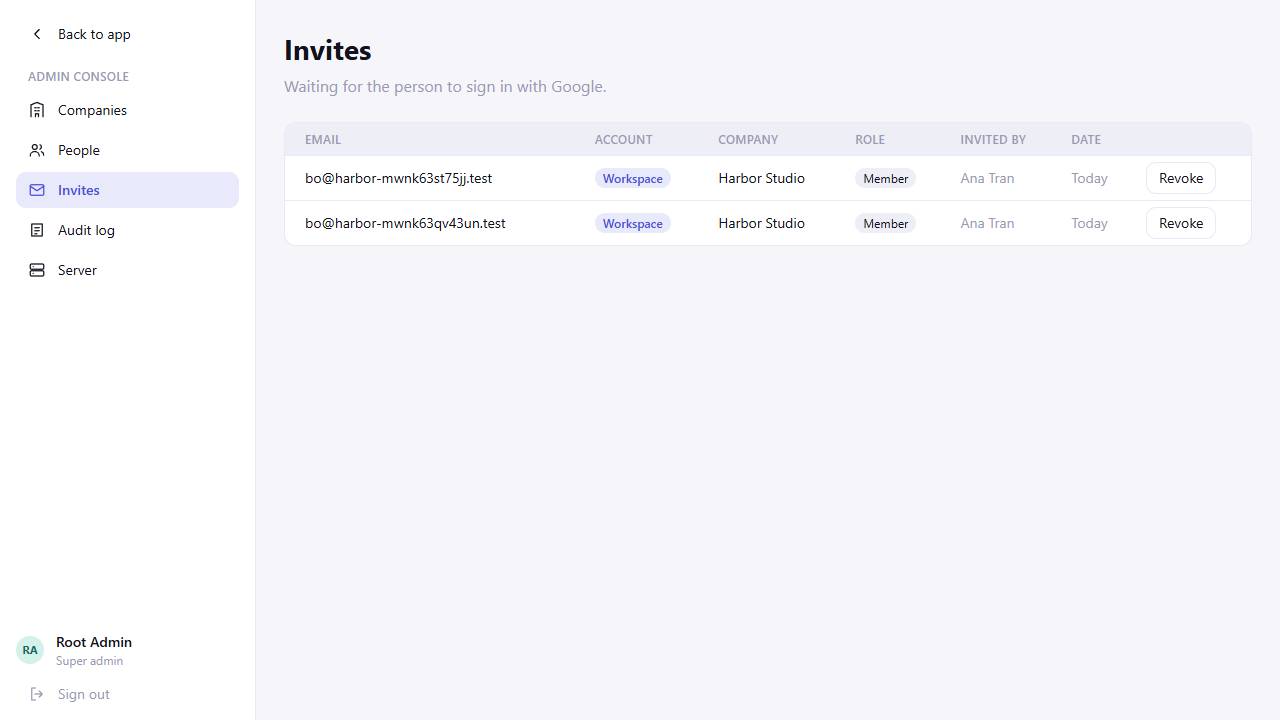 Back to app
ADMIN CONSOLE
Companies
People
Invites
Audit log
Server
Root Admin
RA
Super admin
Sign out
Invites
Waiting for the person to sign in with Google.
EMAIL ACCOUNT COMPANY ROLE INVITED BY DATE
bo@harbor-mwnk63st75jj.test Workspace Harbor Studio Member Ana Tran Today Revoke
bo@harbor-mwnk63qv43un.test Workspace Harbor Studio Member Ana Tran Today Revoke